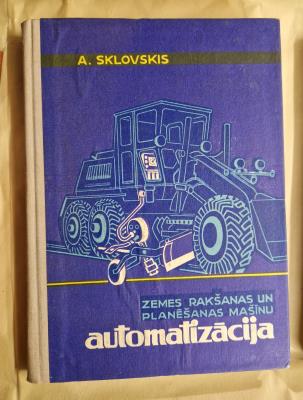 A. SKLOVSKIS
ZEMES RAKŠANAS UN
PLANĒŠANAS MAŠĪNU
automatizācija